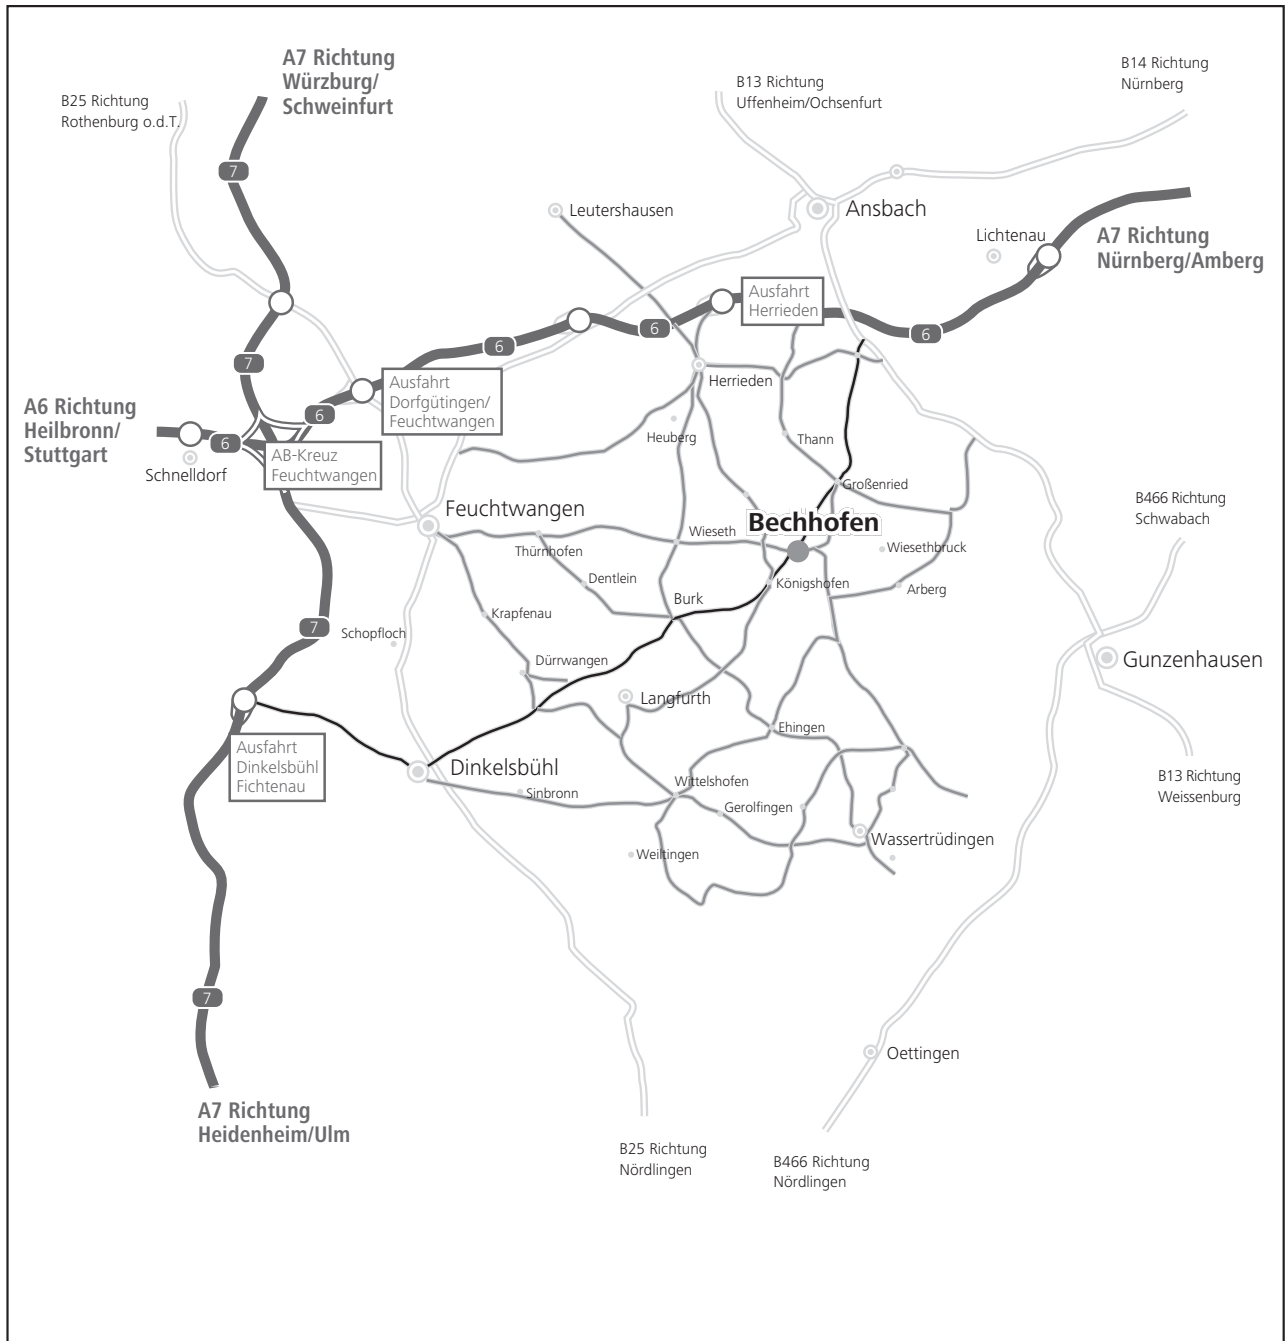 A7 Richtung
Würzburg/
Schweinfurt
B25 Richtung
Rothenburg o.d.T.
B13 Richtung
Uffenheim/Ochsenfurt
B14 Richtung
Nürnberg
7
Leutershausen
Ansbach
Lichtenau
A7 Richtung
Nürnberg/Amberg
Ausfahrt
Herrieden
6
6
6
7
Ausfahrt
Dorfgütingen/
Feuchtwangen
Herrieden
A6 Richtung
Heilbronn/
Stuttgart
6
6
Heuberg
Thann
AB-Kreuz
Feuchtwangen
Schnelldorf
Großenried
B466 Richtung
Schwabach
Feuchtwangen
Bechhofen
Wieseth
Thürnhofen
Wiesethbruck
Dentlein
Königshofen
Arberg
Burk
Krapfenau
7
Schopfloch
Dürrwangen
Gunzenhausen
Langfurth
Ehingen
Ausfahrt
Dinkelsbühl
Fichtenau
Dinkelsbühl
Sinbronn
Wittelshofen
Gerolfingen
B13 Richtung
Weissenburg
Wassertrüdingen
Weiltingen
7
Oettingen
A7 Richtung
Heidenheim/Ulm
B25 Richtung
Nördlingen
B466 Richtung
Nördlingen